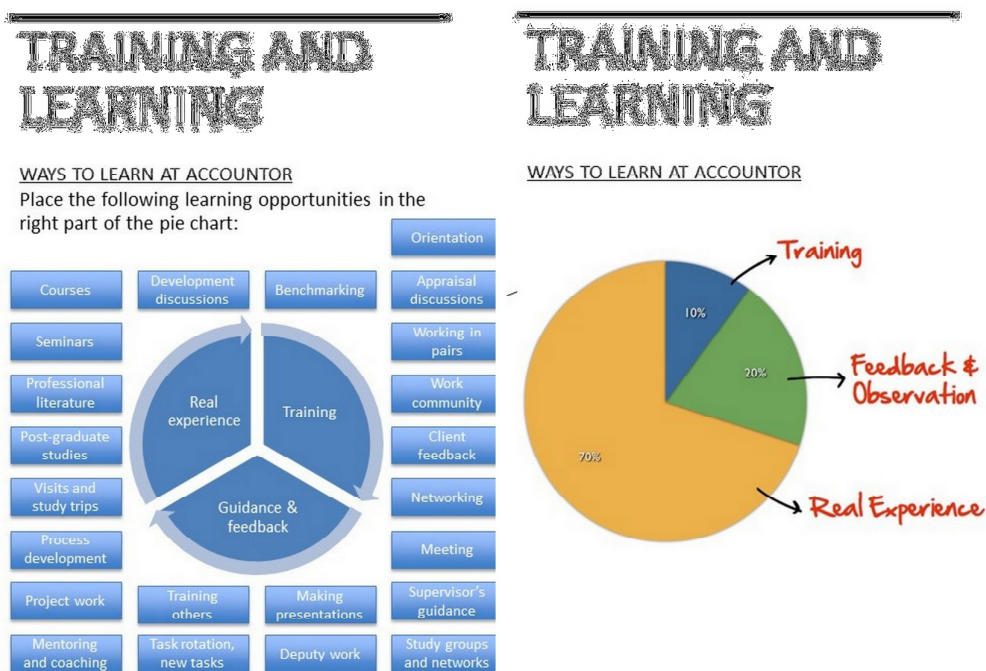 TRAINING AND
LEARNING
WAYS TO LEARN AT ACCOUNTOR
Place the following learning opportunities in the
right part of the pie chart:
Orientation
Courses
Development
discussions
Benchmarking
Appraisal
discussions
Seminars
Working in
pairs
Professional
literature
Work
community
Post-graduate
studies
Client
feedback
Visits and
study trips
Networking
Process
development
Meeting
Project work
Training
others
Making
presentations
Supervisor's
guidance
Mentoring
and coaching
Task rotation,
new tasks
Deputy work
Study groups
and networks
Real
experience
Training
Guidance &
feedback
TRAINING AND
LEARNING
WAYS TO LEARN AT ACCOUNTOR
Training
10%
20%
Feedback &
Observation
70%
Real Experience